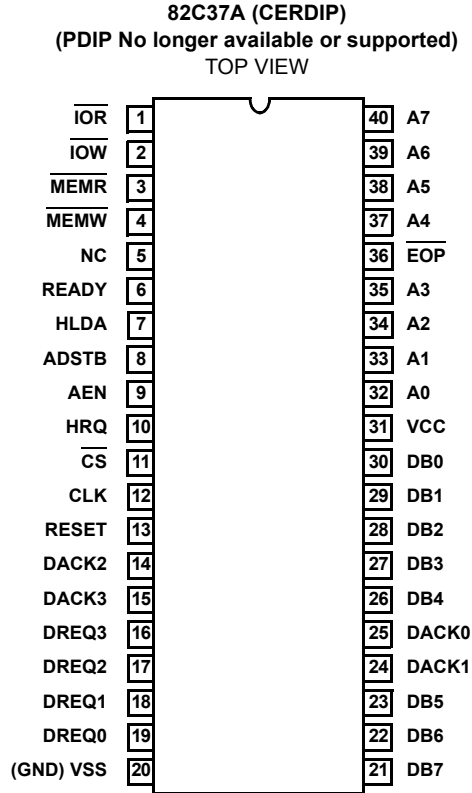 82C37A (CERDIP)
(PDIP No longer available or supported)
TOP VIEW
IOR 1 40 A7
IOW 2 39 A6
MEMR 3 38 A5
MEMW 4 37 A4
NC 5 36 EOP
READY 6 35 A3
HLDA 7 34 A2
ADSTB 8 33 A1
AEN 9 32 A0
HRQ 10 31 VCC
CS 11 30 DB0
CLK 12 29 DB1
RESET 13 28 DB2
DACK2 14 27 DB3
DACK3 15 26 DB4
DREQ3 16 25 DACK0
DREQ2 17 24 DACK1
DREQ1 18 23 DB5
DREQ0 19 22 DB6
(GND) VSS 20 21 DB7